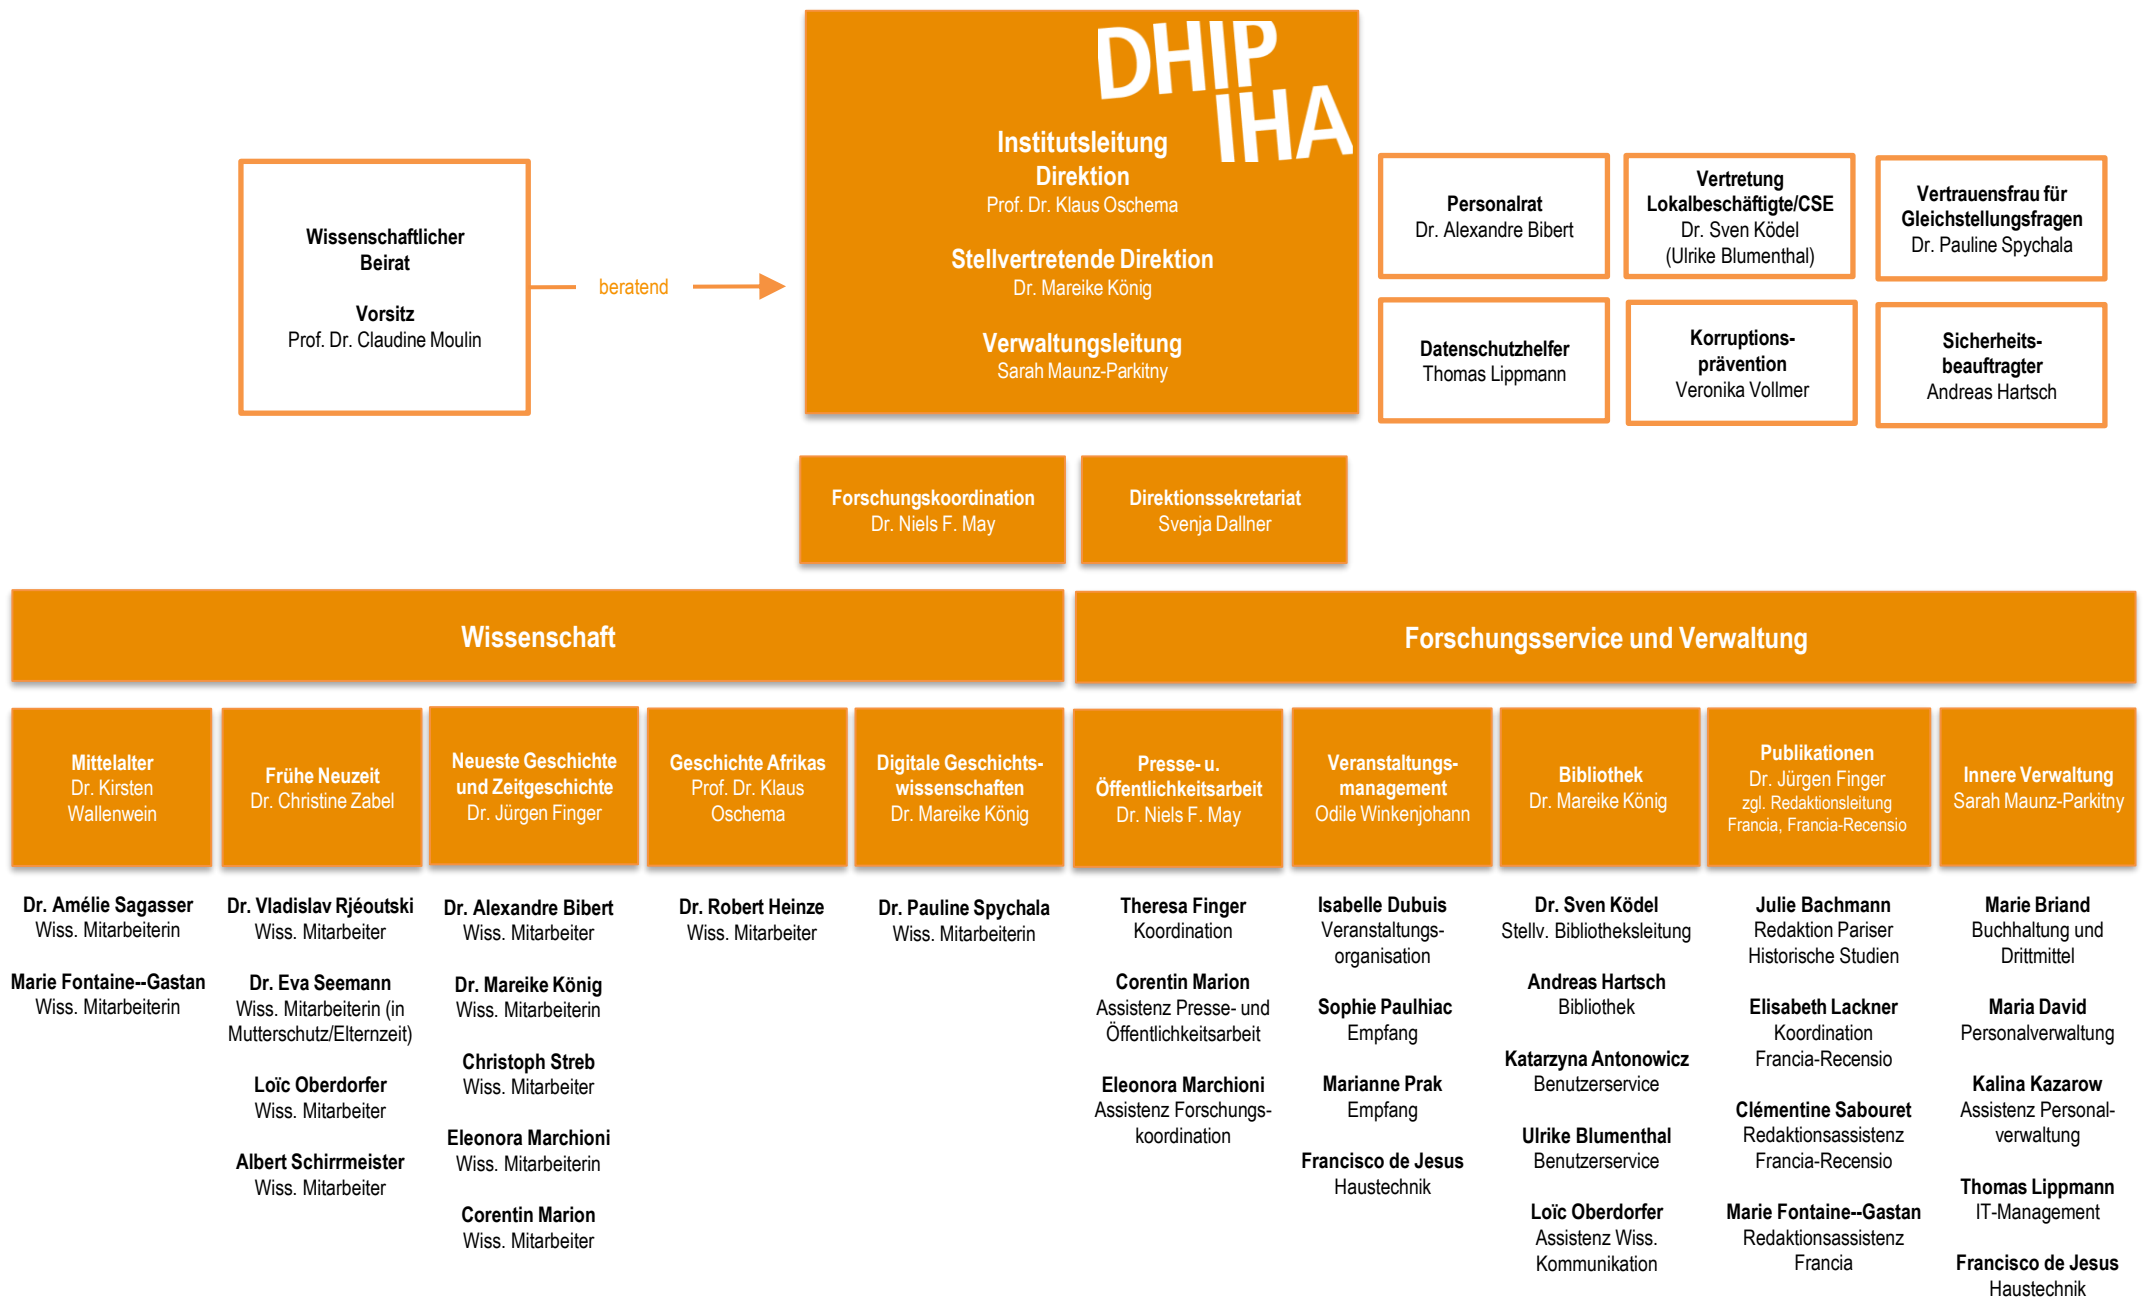 DHIP
IHA
Institutsleitung
Direktion
Prof. Dr. Klaus Oschema
Stellvertretende Direktion
Dr. Mareike König
Verwaltungsleitung
Sarah Maunz-Parkitny
Wissenschaftlicher
Beirat
Vorsitz
Prof. Dr. Claudine Moulin
beratend
Personalrat
Dr. Alexandre Bibert
Vertretung
Lokalbeschäftigte/CSE
Dr. Sven Ködel
(Ulrike Blumenthal)
Vertrauensfrau für
Gleichstellungsfragen
Dr. Pauline Spychala
Datenschutzhelfer
Thomas Lippmann
Korruptions-
prävention
Veronika Vollmer
Sicherheits-
beauftragter
Andreas Hartsch
Forschungskoordination
Dr. Niels F. May
Direktionssekretariat
Svenja Dallner
Wissenschaft
Forschungsservice und Verwaltung
Mittelalter
Dr. Kirsten
Wallenwein
Dr. Amélie Sagasser
Wiss. Mitarbeiterin
Marie Fontaine--Gastan
Wiss. Mitarbeiterin
Frühe Neuzeit
Dr. Christine Zabel
Dr. Vladislav Rjéoutski
Wiss. Mitarbeiter
Dr. Eva Seemann
Wiss. Mitarbeiterin (in
Mutterschutz/Elternzeit)
Loïc Oberdorfer
Wiss. Mitarbeiter
Albert Schirrmeister
Wiss. Mitarbeiter
Neueste Geschichte
und Zeitgeschichte
Dr. Jürgen Finger
Dr. Alexandre Bibert
Wiss. Mitarbeiter
Dr. Mareike König
Wiss. Mitarbeiterin
Christoph Streb
Wiss. Mitarbeiter
Eleonora Marchioni
Wiss. Mitarbeiterin
Corentin Marion
Wiss. Mitarbeiter
Geschichte Afrikas
Prof. Dr. Klaus
Oschema
Dr. Robert Heinze
Wiss. Mitarbeiter
Digitale Geschichts-
wissenschaften
Dr. Mareike König
Dr. Pauline Spychala
Wiss. Mitarbeiterin
Presse- u.
Öffentlichkeitsarbeit
Dr. Niels F. May
Theresa Finger
Koordination
Corentin Marion
Assistenz Presse- und
Öffentlichkeitsarbeit
Eleonora Marchioni
Assistenz Forschungs-
koordination
Veranstaltungs-
management
Odile Winkenjohann
Isabelle Dubuis
Veranstaltungs-
organisation
Sophie Paulhiac
Empfang
Marianne Prak
Empfang
Francisco de Jesus
Haustechnik
Bibliothek
Dr. Mareike König
Dr. Sven Ködel
Stellv. Bibliotheksleitung
Andreas Hartsch
Bibliothek
Katarzyna Antonowicz
Benutzerservice
Ulrike Blumenthal
Benutzerservice
Loïc Oberdorfer
Assistenz Wiss.
Kommunikation
Publikationen
Dr. Jürgen Finger
zgl. Redaktionsleitung
Francia, Francia-Recensio
Julie Bachmann
Redaktion Pariser
Historische Studien
Elisabeth Lackner
Koordination
Francia-Recensio
Clémentine Sabouret
Redaktionsassistenz
Francia-Recensio
Marie Fontaine--Gastan
Redaktionsassistenz
Francia
Innere Verwaltung
Sarah Maunz-Parkitny
Marie Briand
Buchhaltung und
Drittmittel
Maria David
Personalverwaltung
Kalina Kazarow
Assistenz Personal-
verwaltung
Thomas Lippmann
IT-Management
Francisco de Jesus
Haustechnik